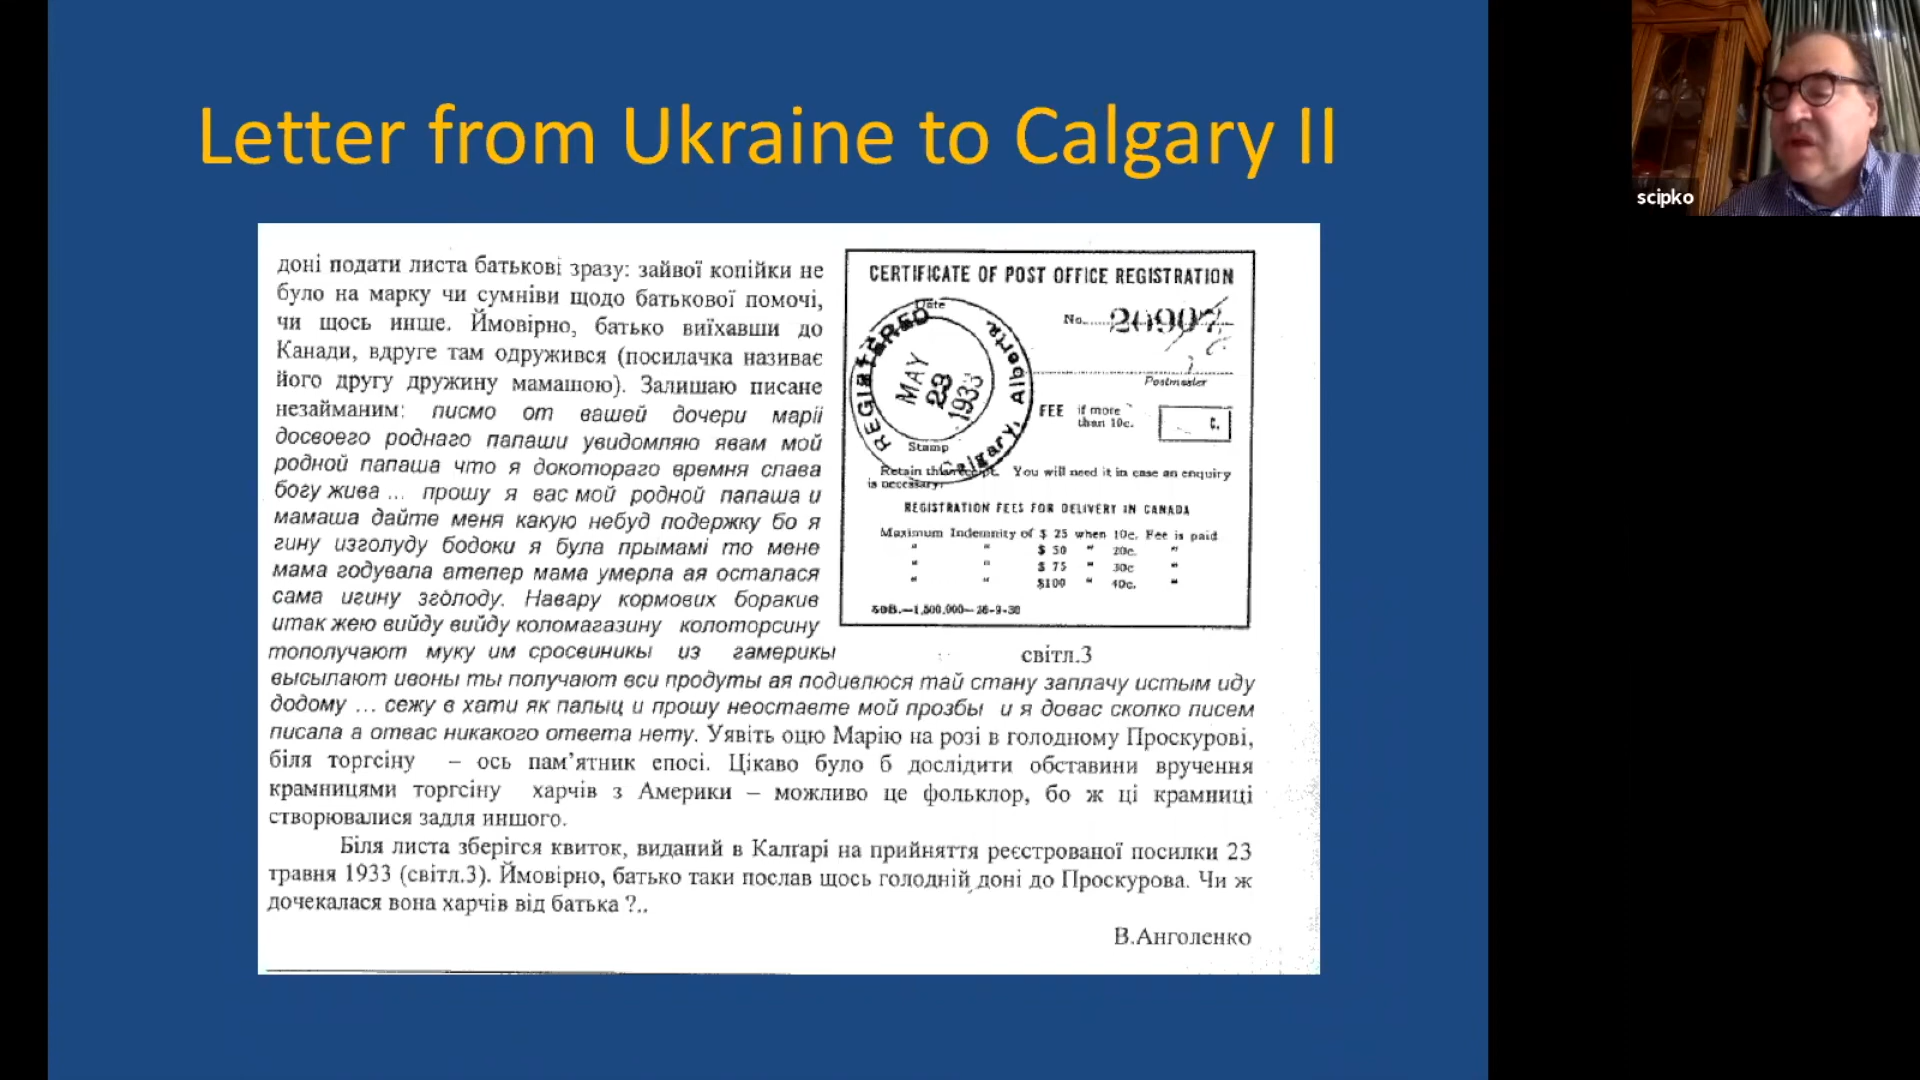 Letter from Ukraine to Calgary II
доні подати листа батькові зразу: зайвої копійки не
було на марку чи сумніви щодо батькової помочі,
чи щось инше. Ймовірно, батько виїхавши до
Канади, вдруге там одружився (посилачка називає
його другу дружину мамашою). Залишаю писане
незайманим: писмо от вашей дочери марії
досвоего роднаго папаши увидомляю явам мой
родной папаша что я докотораго времня слава
богу жива ... прошу я вас мой родной папаша и
мамаша дайте меня какую небуд подержку бо я
гину изголуду бодоки я була прымамі то мене
мама годувала атепер мама умерла ая осталася
сама игину зголоду. Навару кормових боракив
итак жею вийду вийду коломагазину колоторсину
тополучают муку им сросвиникы из гамерикы
высылают ивоны ты получают вси продуты ая подивлюся тай стану заплачу истым иду
додому ... сежу в хати як палыц и прошу неоставте мой прозбы и я довас сколко писем
писала а отвас никакого ответа нету. Уявіть оцю Марію на розі в голодному Проскурові,
біля торгсіну – ось пам’ятник епосі. Цікаво було б дослідити обставини вручення
крамницями торгсіну харчів з Америки – можливо це фольклор, бо ж ці крамниці
створювалися задля иншого.
Біля листа зберігся квиток, виданий в Калґарі на прийняття реєстрованої посилки 23
травня 1933 (світл.3). Ймовірно, батько таки послав щось голодній доні до Проскурова. Чи ж
дочекалася вона харчів від батька ?..
В.Анголенко
CERTIFICATE OF POST OFFICE REGISTRATION
Date
No.
REGISTERED
MAY
23
1933
Calgary, Alberta.
Postmaster
FEE if more
than 10c.
c.
Stamp
Retain this receipt. You will need it in case an enquiry
is necessary.
REGISTRATION FEES FOR DELIVERY IN CANADA
Maximum Indemnity of $ 25 when 10c. Fee is paid
" " $ 50 " 20c. "
" " $ 75 " 30c "
" " $100 " 40c. "
50B.—1,500,000—26-9-30
світл.3
scipko